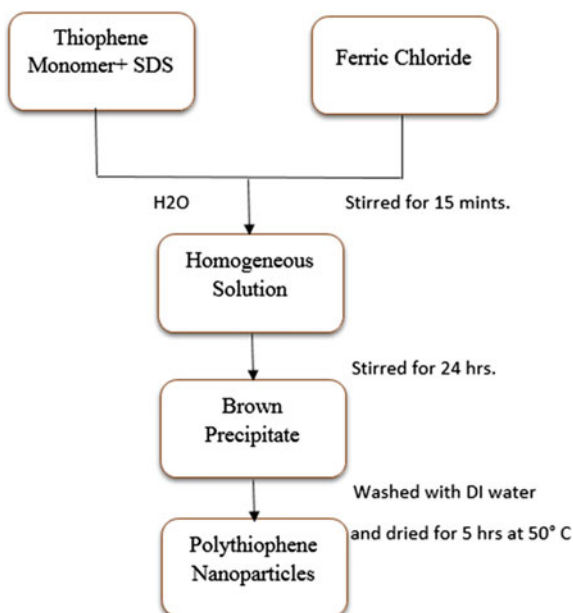 Thiophene
Monomer+ SDS
Ferric Chloride
H2O
Stirred for 15 mints.
Homogeneous
Solution
Stirred for 24 hrs.
Brown
Precipitate
Washed with DI water
and dried for 5 hrs at 50° C
Polythiophene
Nanoparticles